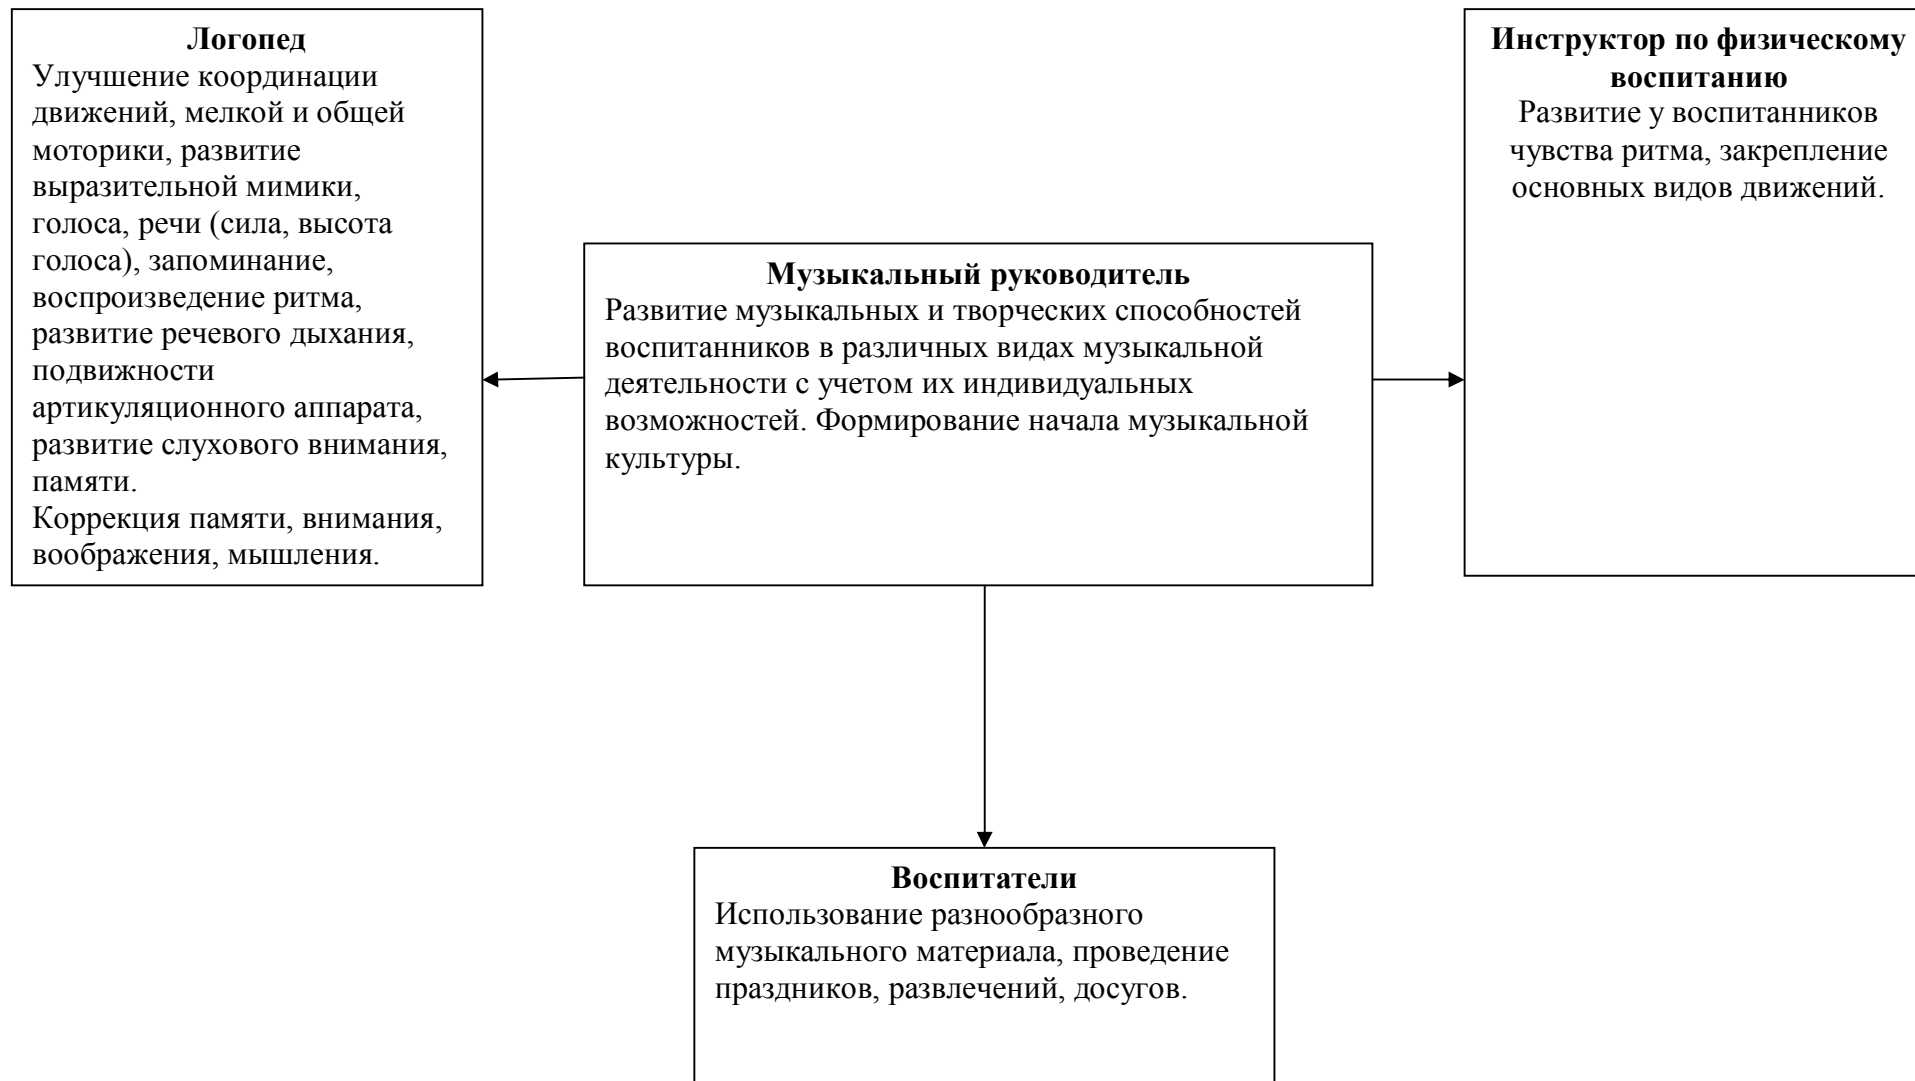 Логопед
Улучшение координации
движений, мелкой и общей
моторики, развитие
выразительной мимики,
голоса, речи (сила, высота
голоса), запоминание,
воспроизведение ритма,
развитие речевого дыхания,
подвижности
артикуляционного аппарата,
развитие слухового внимания,
памяти.
Коррекция памяти, внимания,
воображения, мышления.
Музыкальный руководитель
Развитие музыкальных и творческих способностей
воспитанников в различных видах музыкальной
деятельности с учетом их индивидуальных
возможностей. Формирование начала музыкальной
культуры.
Инструктор по физическому
воспитанию
Развитие у воспитанников
чувства ритма, закрепление
основных видов движений.
Воспитатели
Использование разнообразного
музыкального материала, проведение
праздников, развлечений, досугов.